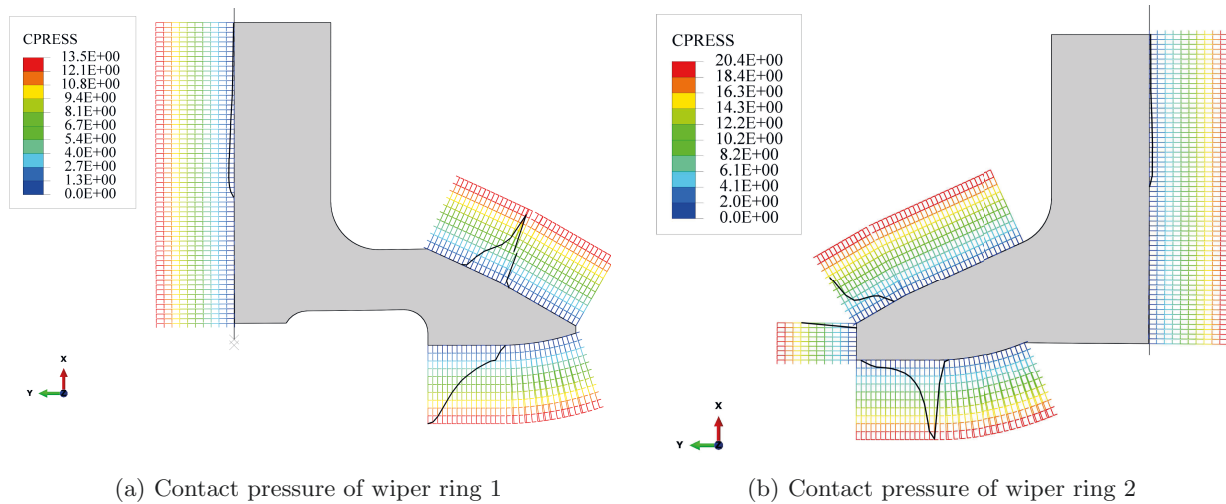 CPRESS
13.5E+00
12.1E+00
10.8E+00
9.4E+00
8.1E+00
6.7E+00
5.4E+00
4.0E+00
2.7E+00
1.3E+00
0.0E+00
X
Y
CPRESS
20.4E+00
18.4E+00
16.3E+00
14.3E+00
12.2E+00
10.2E+00
8.2E+00
6.1E+00
4.1E+00
2.0E+00
0.0E+00
X
Y
Z
(a) Contact pressure of wiper ring 1
(b) Contact pressure of wiper ring 2